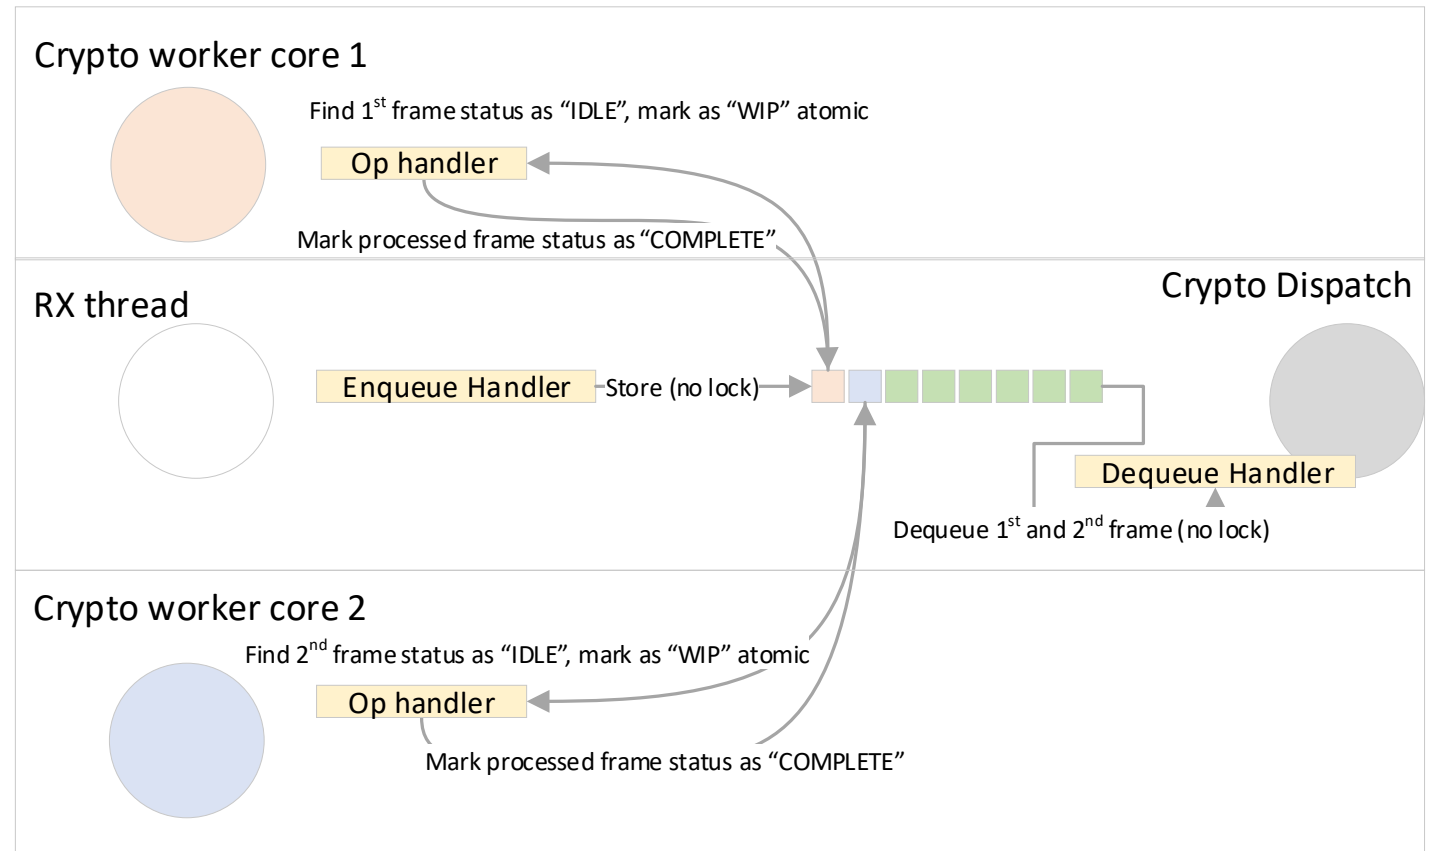 Crypto worker core 1
Find 1st frame status as “IDLE”, mark as “WIP” atomic
Op handler
Mark processed frame status as “COMPLETE”
RX thread
Crypto Dispatch
Enqueue Handler
Store (no lock)
Dequeue Handler
Dequeue 1st and 2nd frame (no lock)
Crypto worker core 2
Find 2nd frame status as “IDLE”, mark as “WIP” atomic
Op handler
Mark processed frame status as “COMPLETE”